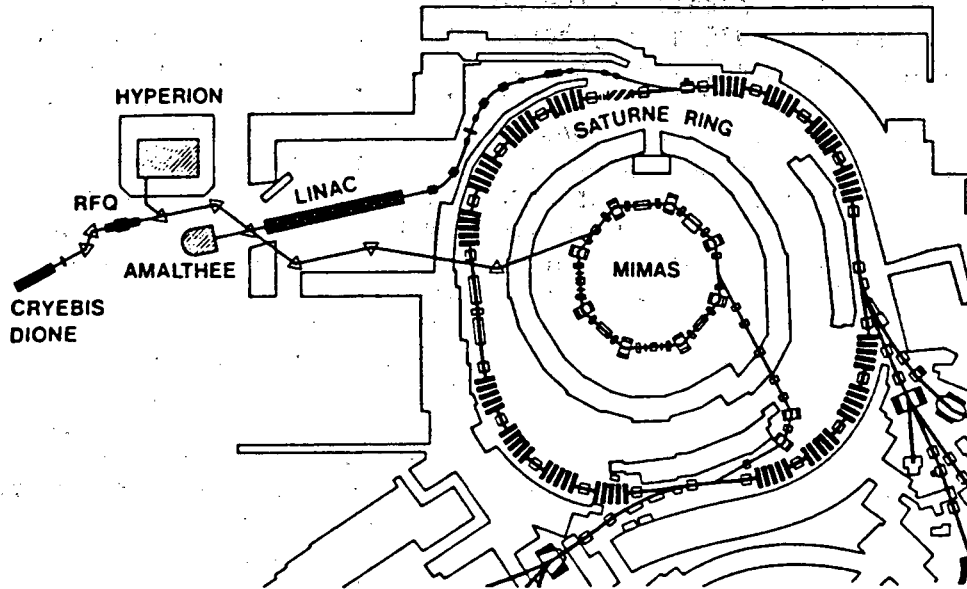 HYPERION
SATURNE RING
LINAC
RFQ
AMALTHEE
MIMAS
CRYEBIS
DIONE